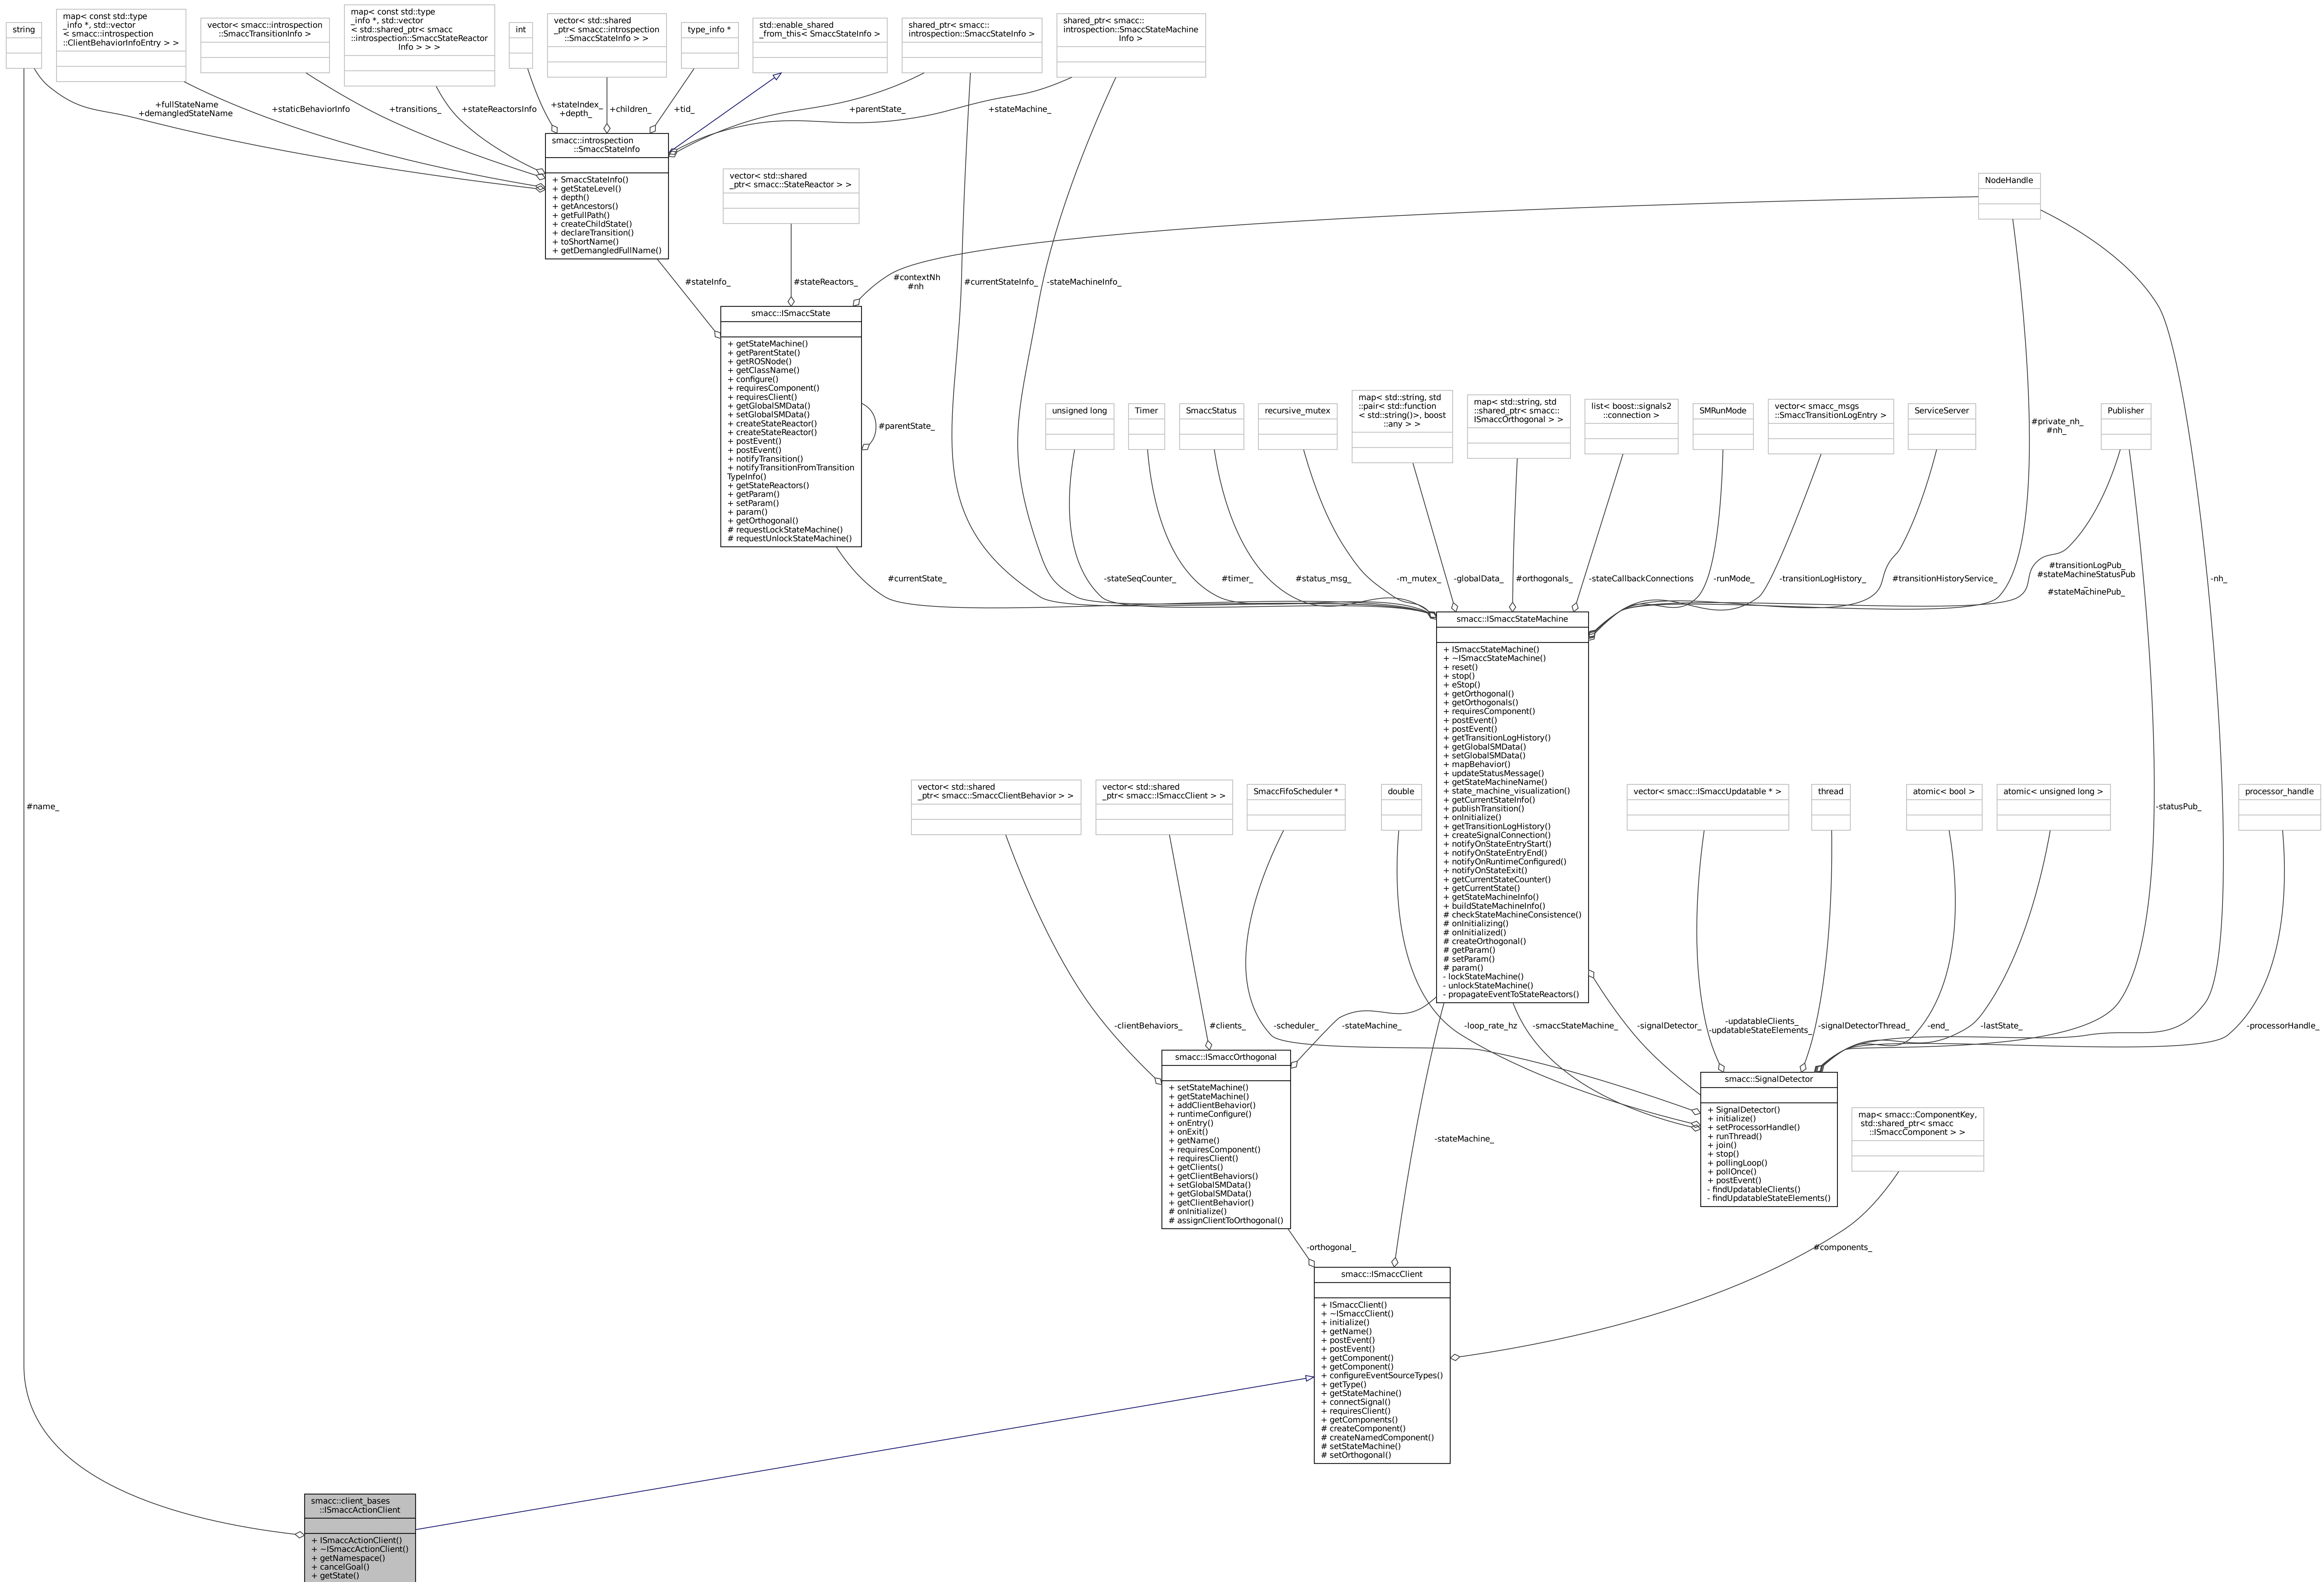 string
map< const std::type
_info *, std::vector
< smacc::introspection
::ClientBehaviorInfoEntry > >
vector< smacc::introspection
::SmaccTransitionInfo >
map< const std::type
_info *, std::vector
< std::shared_ptr< smacc
::introspection::SmaccStateReactor
Info > > >
int
vector< std::shared
_ptr< smacc::introspection
::SmaccStateInfo > >
type_info *
std::enable_shared
_from_this< SmaccStateInfo >
shared_ptr< smacc::
introspection::SmaccStateInfo >
shared_ptr< smacc::
introspection::SmaccStateMachine
Info >
+fullStateName
+demangledStateName
+staticBehaviorInfo
+transitions_
+stateReactorsInfo
+stateIndex_
+depth_
+children_
+tid_
+parentState_
+stateMachine_
smacc::introspection
::SmaccStateInfo
+ SmaccStateInfo()
+ getStateLevel()
+ depth()
+ getAncestors()
+ getFullPath()
+ createChildState()
+ declareTransition()
+ toShortName()
+ getDemangledFullName()
vector< std::shared
_ptr< smacc::StateReactor > >
NodeHandle
#stateInfo_
#stateReactors_
#contextNh
#nh
#currentStateInfo_
-stateMachineInfo_
smacc::ISmaccState
+ getStateMachine()
+ getParentState()
+ getROSNode()
+ getClassName()
+ configure()
+ requiresComponent()
+ requiresClient()
+ getGlobalSMData()
+ setGlobalSMData()
+ createStateReactor()
+ createStateReactor()
+ postEvent()
+ postEvent()
+ notifyTransition()
+ notifyTransitionFromTransition
TypeInfo()
+ getStateReactors()
+ getParam()
+ setParam()
+ param()
+ getOrthogonal()
# requestLockStateMachine()
# requestUnlockStateMachine()
#parentState_
unsigned long
Timer
SmaccStatus
recursive_mutex
map< std::string, std
::pair< std::function
< std::string()>, boost
::any > >
map< std::string, std
::shared_ptr< smacc::
ISmaccOrthogonal > >
list< boost::signals2
::connection >
SMRunMode
vector< smacc_msgs
::SmaccTransitionLogEntry >
ServiceServer
#private_nh_
#nh_
Publisher
#currentState_
-stateSeqCounter_
#timer_
#status_msg_
-m_mutex_
-globalData_
#orthogonals_
-stateCallbackConnections
-runMode_
-transitionLogHistory_
#transitionHistoryService_
#transitionLogPub_
#stateMachineStatusPub
_
#stateMachinePub_
-nh_
smacc::ISmaccStateMachine
+ ISmaccStateMachine()
+ ~ISmaccStateMachine()
+ reset()
+ stop()
+ eStop()
+ getOrthogonal()
+ getOrthogonals()
+ requiresComponent()
+ postEvent()
+ postEvent()
+ getTransitionLogHistory()
+ getGlobalSMData()
+ setGlobalSMData()
+ mapBehavior()
+ updateStatusMessage()
+ getStateMachineName()
+ state_machine_visualization()
+ getCurrentStateInfo()
+ publishTransition()
+ onInitialize()
+ getTransitionLogHistory()
+ createSignalConnection()
+ notifyOnStateEntryStart()
+ notifyOnStateEntryEnd()
+ notifyOnRuntimeConfigured()
+ notifyOnStateExit()
+ getCurrentStateCounter()
+ getCurrentState()
+ getStateMachineInfo()
+ buildStateMachineInfo()
# checkStateMachineConsistence()
# onInitializing()
# onInitialized()
# createOrthogonal()
# getParam()
# setParam()
# param()
- lockStateMachine()
- unlockStateMachine()
- propagateEventToStateReactors()
#name_
vector< std::shared
_ptr< smacc::SmaccClientBehavior > >
vector< std::shared
_ptr< smacc::ISmaccClient > >
SmaccFifoScheduler *
double
vector< smacc::ISmaccUpdatable * >
thread
atomic< bool >
atomic< unsigned long >
-statusPub_
processor_handle
-clientBehaviors_
#clients_
-scheduler_
-stateMachine_
-loop_rate_hz
-smaccStateMachine_
-signalDetector_
-updatableClients_
-updatableStateElements_
-signalDetectorThread_
-end_
-lastState_
-processorHandle_
smacc::ISmaccOrthogonal
+ setStateMachine()
+ getStateMachine()
+ addClientBehavior()
+ runtimeConfigure()
+ onEntry()
+ onExit()
+ getName()
+ requiresComponent()
+ requiresClient()
+ getClients()
+ getClientBehaviors()
+ setGlobalSMData()
+ getGlobalSMData()
+ getClientBehavior()
# onInitialize()
# assignClientToOrthogonal()
smacc::SignalDetector
+ SignalDetector()
+ initialize()
+ setProcessorHandle()
+ runThread()
+ join()
+ stop()
+ pollingLoop()
+ pollOnce()
+ postEvent()
- findUpdatableClients()
- findUpdatableStateElements()
map< smacc::ComponentKey,
std::shared_ptr< smacc
::ISmaccComponent > >
-stateMachine_
-orthogonal_
#components_
smacc::ISmaccClient
+ ISmaccClient()
+ ~ISmaccClient()
+ initialize()
+ getName()
+ postEvent()
+ postEvent()
+ getComponent()
+ getComponent()
+ configureEventSourceTypes()
+ getType()
+ getStateMachine()
+ connectSignal()
+ requiresClient()
+ getComponents()
# createComponent()
# createNamedComponent()
# setStateMachine()
# setOrthogonal()
smacc::client_bases
::ISmaccActionClient
+ ISmaccActionClient()
+ ~ISmaccActionClient()
+ getNamespace()
+ cancelGoal()
+ getState()